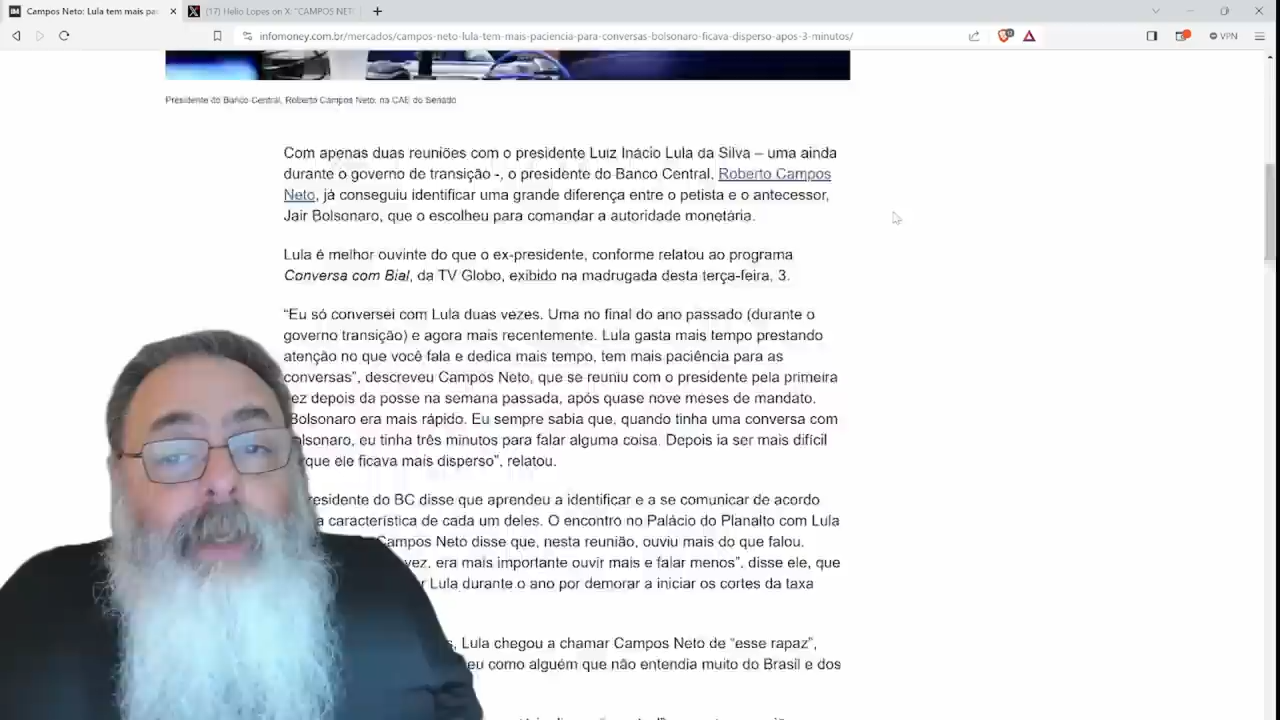 Campos Neto: Lula tem mais pa
(17) Helio Lopes on X: "CAMPOS NET
infomoney.com.br/mercados/campos-neto-lula-tem-mais-paciencia-para-conversas-bolsonaro-ficava-disperso-apos-3-minutos/
VPN
Presidente do Banco Central, Roberto Campos Neto, na CAE do Senado
Com apenas duas reuniões com o presidente Luiz Inácio Lula da Silva – uma ainda
durante o governo de transição -, o presidente do Banco Central, Roberto Campos
Neto, já conseguiu identificar uma grande diferença entre o petista e o antecessor,
Jair Bolsonaro, que o escolheu para comandar a autoridade monetária.
Lula é melhor ouvinte do que o ex-presidente, conforme relatou ao programa
Conversa com Bial, da TV Globo, exibido na madrugada desta terça-feira, 3.
“Eu só conversei com Lula duas vezes. Uma no final do ano passado (durante o
governo transição) e agora mais recentemente. Lula gasta mais tempo prestando
atenção no que você fala e dedica mais tempo, tem mais paciência para as
conversas”, descreveu Campos Neto, que se reuniu com o presidente pela primeira
ez depois da posse na semana passada, após quase nove meses de mandato.
Bolsonaro era mais rápido. Eu sempre sabia que, quando tinha uma conversa com
olsonaro, eu tinha três minutos para falar alguma coisa. Depois ia ser mais difícil
que ele ficava mais disperso”, relatou.
residente do BC disse que aprendeu a identificar e a se comunicar de acordo
a característica de cada um deles. O encontro no Palácio do Planalto com Lula
Campos Neto disse que, nesta reunião, ouviu mais do que falou.
vez, era mais importante ouvir mais e falar menos”, disse ele, que
r Lula durante o ano por demorar a iniciar os cortes da taxa
s, Lula chegou a chamar Campos Neto de “esse rapaz”,
eu como alguém que não entendia muito do Brasil e dos